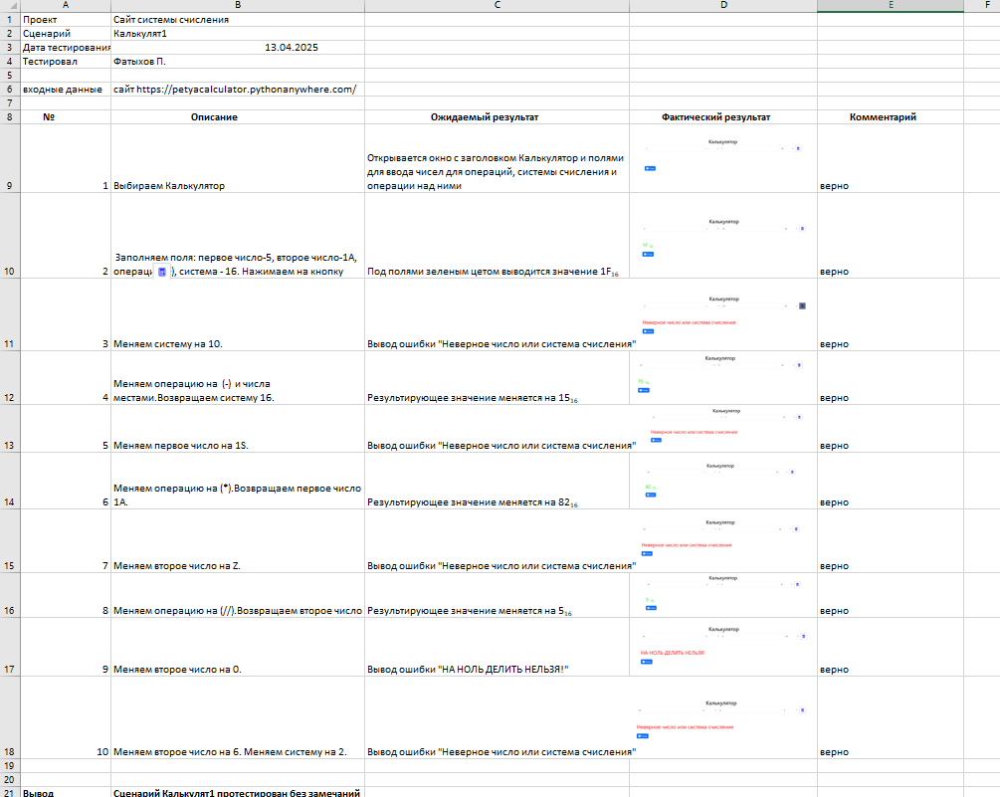 A B C D E F
1 Проект Сайт системы счисления
2 Сценарий Калькулят1
3 Дата тестирования 13.04.2025
4 Тестировал Фатыхов П.
5
6 входные данные сайт https://petyacalculator.pythonanywhere.com/
7
8 № Описание Ожидаемый результат Фактический результат Комментарий
Калькулятор
Открывается окно с заголовком Калькулятор и полями
для ввода чисел для операций, системы счисления и
9 1 Выбираем Калькулятор операции над ними верно
Калькулятор
Заполняем поля: первое число-5, второе число-1A,
10 2 операци ), система - 16. Нажимаем на кнопку Под полями зеленым цетом выводится значение 1F₁₆ верно
Калькулятор
Неверное число или система счисления
11 3 Меняем систему на 10. Вывод ошибки "Неверное число или система счисления" верно
Калькулятор
Меняем операцию на (-) и числа
12 4 местами.Возвращаем систему 16. Результирующее значение меняется на 15₁₆ верно
Калькулятор
Неверное число или система счисления
13 5 Меняем первое число на 1S. Вывод ошибки "Неверное число или система счисления" верно
Калькулятор
Меняем операцию на (*).Возвращаем первое число
14 6 1A. Результирующее значение меняется на 82₁₆ верно
Калькулятор
Неверное число или система счисления
15 7 Меняем второе число на Z. Вывод ошибки "Неверное число или система счисления" верно
Калькулятор
16 8 Меняем операцию на (//).Возвращаем второе число Результирующее значение меняется на 5₁₆ верно
Калькулятор
НА НОЛЬ ДЕЛИТЬ НЕЛЬЗЯ!
17 9 Меняем второе число на 0. Вывод ошибки "НА НОЛЬ ДЕЛИТЬ НЕЛЬЗЯ!" верно
Калькулятор
Неверное число или система счисления
18 10 Меняем второе число на 6. Меняем систему на 2. Вывод ошибки "Неверное число или система счисления" верно
19
20
21 Вывод Сценарий Калькулят1 протестирован без замечаний